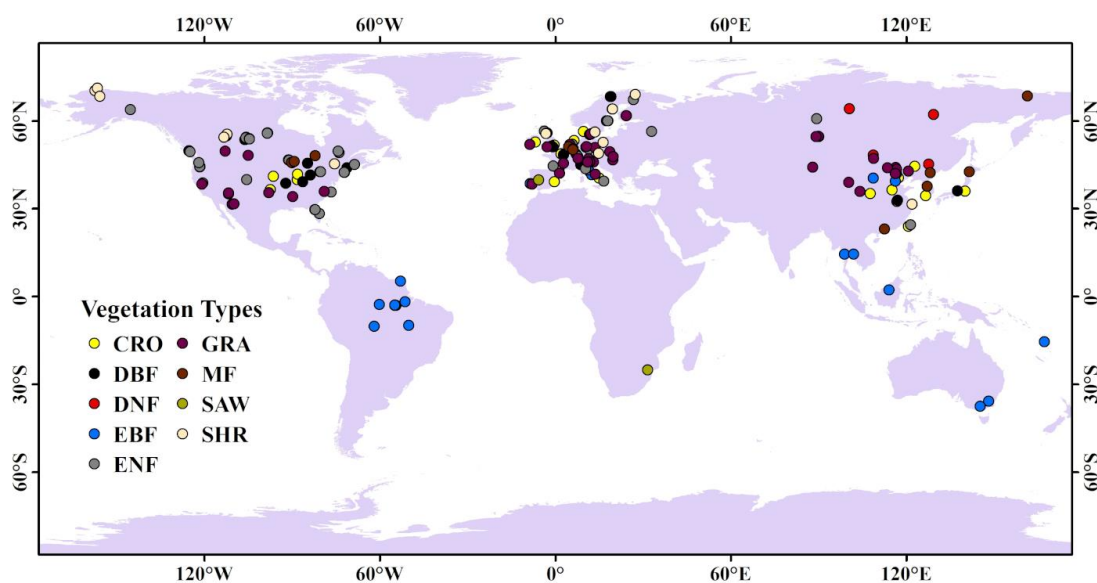 120°W 60°W 0° 60°E 120°E
60°N 60°N
30°N 30°N
0° 0°
Vegetation Types
CRO GRA
DBF MF
DNF SAW
EBF SHR
ENF
30°S 30°S
60°S 60°S
120°W 60°W 0° 60°E 120°E